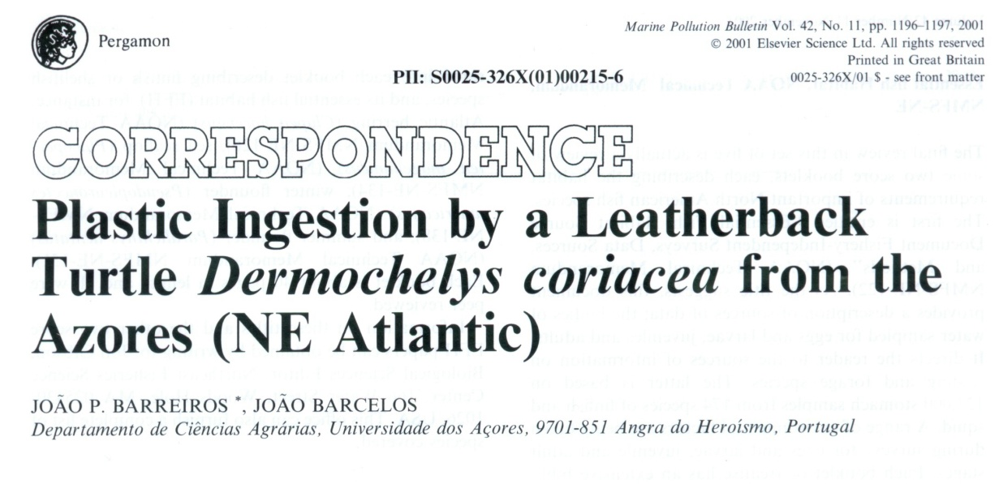 Pergamon
Marine Pollution Bulletin Vol. 42, No. 11, pp. 1196–1197, 2001
© 2001 Elsevier Science Ltd. All rights reserved
Printed in Great Britain
PII: S0025-326X(01)00215-6
0025-326X/01 $ - see front matter
CORRESPONDENCE
Plastic Ingestion by a Leatherback
Turtle Dermochelys coriacea from the
Azores (NE Atlantic)
JOÃO P. BARREIROS *, JOÃO BARCELOS
Departamento de Ciências Agrárias, Universidade dos Açores, 9701-851 Angra do Heroísmo, Portugal